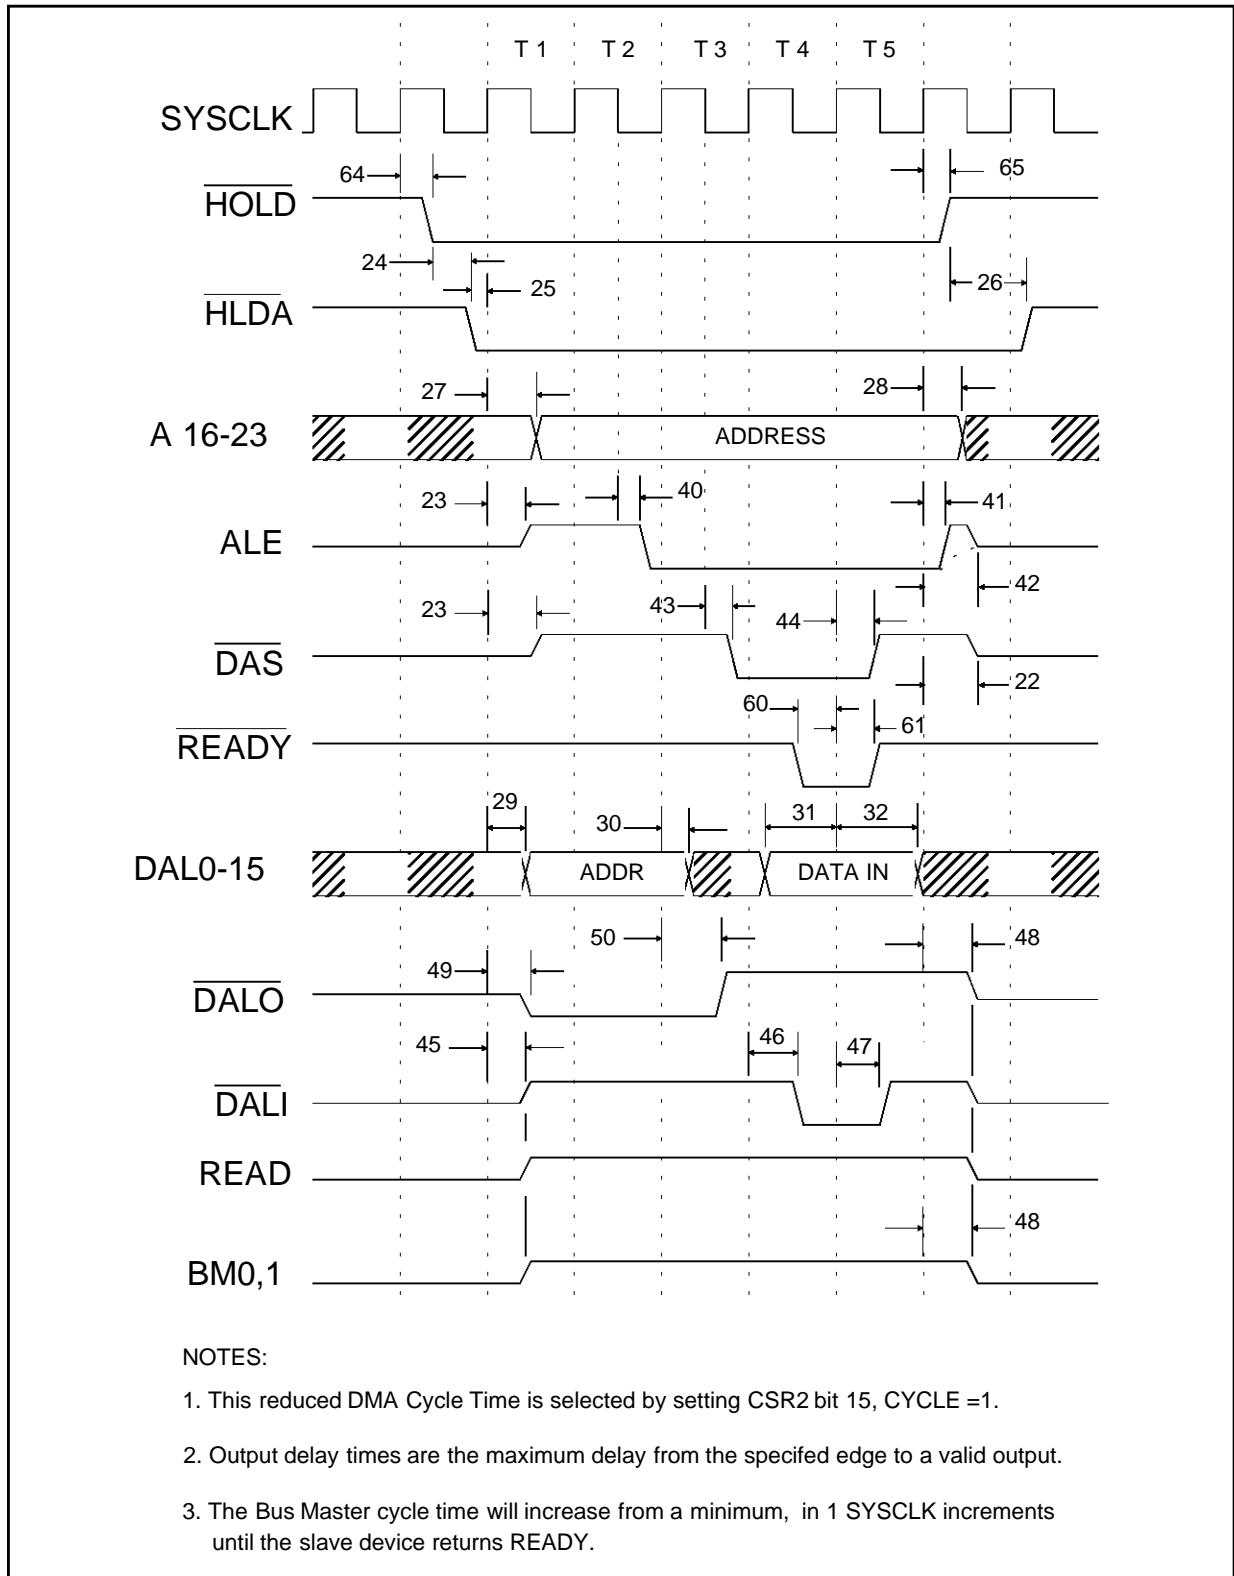 T 1 T 2 T 3 T 4 T 5
SYSCLK
64 65
HOLD
24 25 26
HLDA
27 28
A 16-23 ADDRESS
23 40 41
ALE
42
23 43 44
DAS
22
60 61
READY
29 30 31 32
DAL0-15 ADDR DATA IN
50 48
49
DALO
45 46 47
DALI
READ
48
BM0,1
NOTES:
1. This reduced DMA Cycle Time is selected by setting CSR2 bit 15, CYCLE =1.
2. Output delay times are the maximum delay from the specifed edge to a valid output.
3. The Bus Master cycle time will increase from a minimum, in 1 SYSCLK increments
until the slave device returns READY.